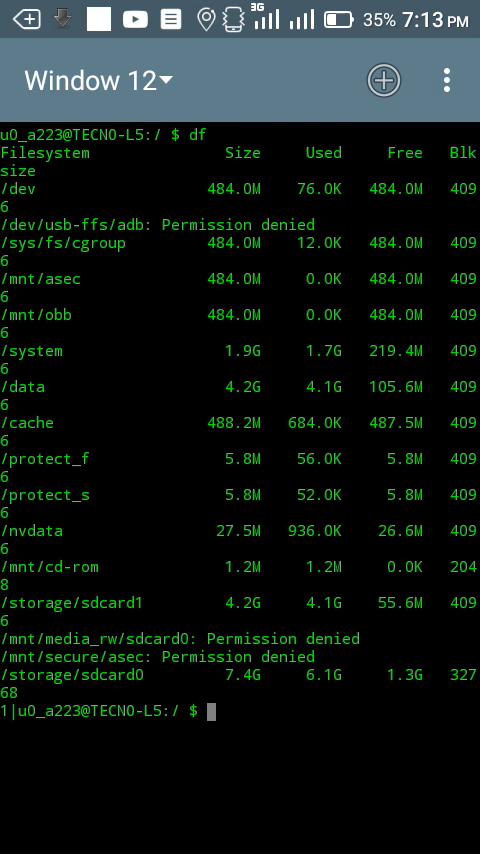 3G
35% 7:13 PM
Window 12
u0_a223@TECNO-L5:/ $ df
Filesystem Size Used Free Blk
size
/dev 484.0M 76.0K 484.0M 409
6
/dev/usb-ffs/adb: Permission denied
/sys/fs/cgroup 484.0M 12.0K 484.0M 409
6
/mnt/asec 484.0M 0.0K 484.0M 409
6
/mnt/obb 484.0M 0.0K 484.0M 409
6
/system 1.9G 1.7G 219.4M 409
6
/data 4.2G 4.1G 105.6M 409
6
/cache 488.2M 684.0K 487.5M 409
6
/protect_f 5.8M 56.0K 5.8M 409
6
/protect_s 5.8M 52.0K 5.8M 409
6
/nvdata 27.5M 936.0K 26.6M 409
6
/mnt/cd-rom 1.2M 1.2M 0.0K 204
8
/storage/sdcard1 4.2G 4.1G 55.6M 409
6
/mnt/media_rw/sdcard0: Permission denied
/mnt/secure/asec: Permission denied
/storage/sdcard0 7.4G 6.1G 1.3G 327
68
1|u0_a223@TECNO-L5:/ $